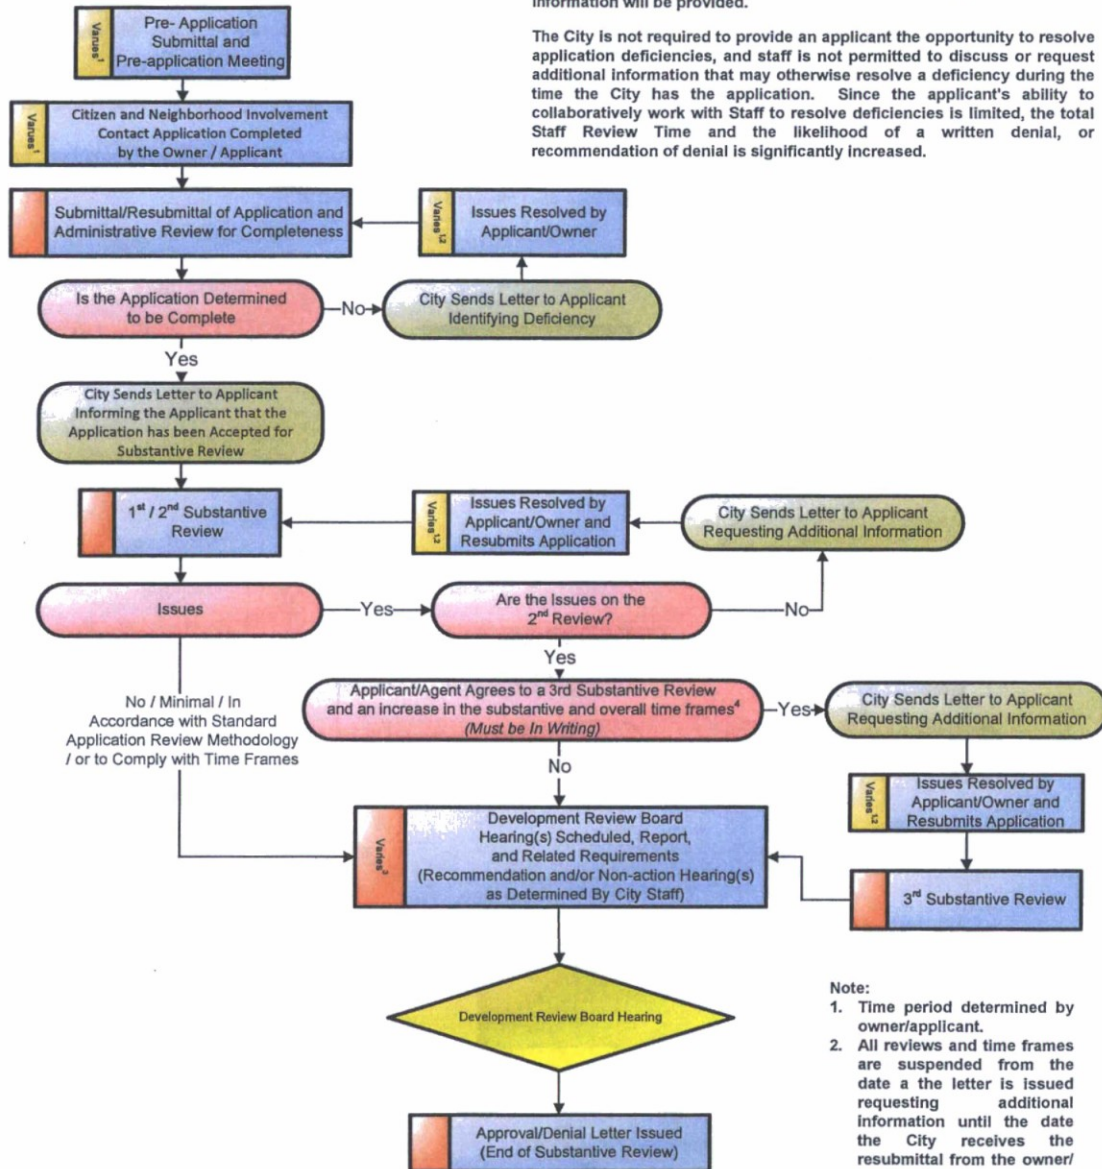 information will be provided.
The City is not required to provide an applicant the opportunity to resolve
application deficiencies, and staff is not permitted to discuss or request
additional information that may otherwise resolve a deficiency during the
time the City has the application. Since the applicant's ability to
collaboratively work with Staff to resolve deficiencies is limited, the total
Staff Review Time and the likelihood of a written denial, or
recommendation of denial is significantly increased.
Varies¹
Pre- Application
Submittal and
Pre-application Meeting
Varies¹
Citizen and Neighborhood Involvement
Contact Application Completed
by the Owner / Applicant
Submittal/Resubmittal of Application and
Administrative Review for Completeness
Varies¹,²
Issues Resolved by
Applicant/Owner
Is the Application Determined
to be Complete
No
City Sends Letter to Applicant
Identifying Deficiency
Yes
City Sends Letter to Applicant
Informing the Applicant that the
Application has been Accepted for
Substantive Review
1st / 2nd Substantive
Review
Varies¹,²
Issues Resolved by
Applicant/Owner and
Resubmits Application
City Sends Letter to Applicant
Requesting Additional Information
Issues
Yes
Are the Issues on the
2nd Review?
No
Yes
No / Minimal / In
Accordance with Standard
Application Review Methodology
/ or to Comply with Time Frames
Applicant/Agent Agrees to a 3rd Substantive Review
and an increase in the substantive and overall time frames⁴
(Must be In Writing)
Yes
City Sends Letter to Applicant
Requesting Additional Information
No
Varies¹,²
Issues Resolved by
Applicant/Owner and
Resubmits Application
Varies³
Development Review Board
Hearing(s) Scheduled, Report,
and Related Requirements
(Recommendation and/or Non-action Hearing(s)
as Determined By City Staff)
3rd Substantive Review
Development Review Board Hearing
Approval/Denial Letter Issued
(End of Substantive Review)
Note:
1. Time period determined by
owner/applicant.
2. All reviews and time frames
are suspended from the
date a the letter is issued
requesting additional
information until the date
the City receives the
resubmittal from the owner/